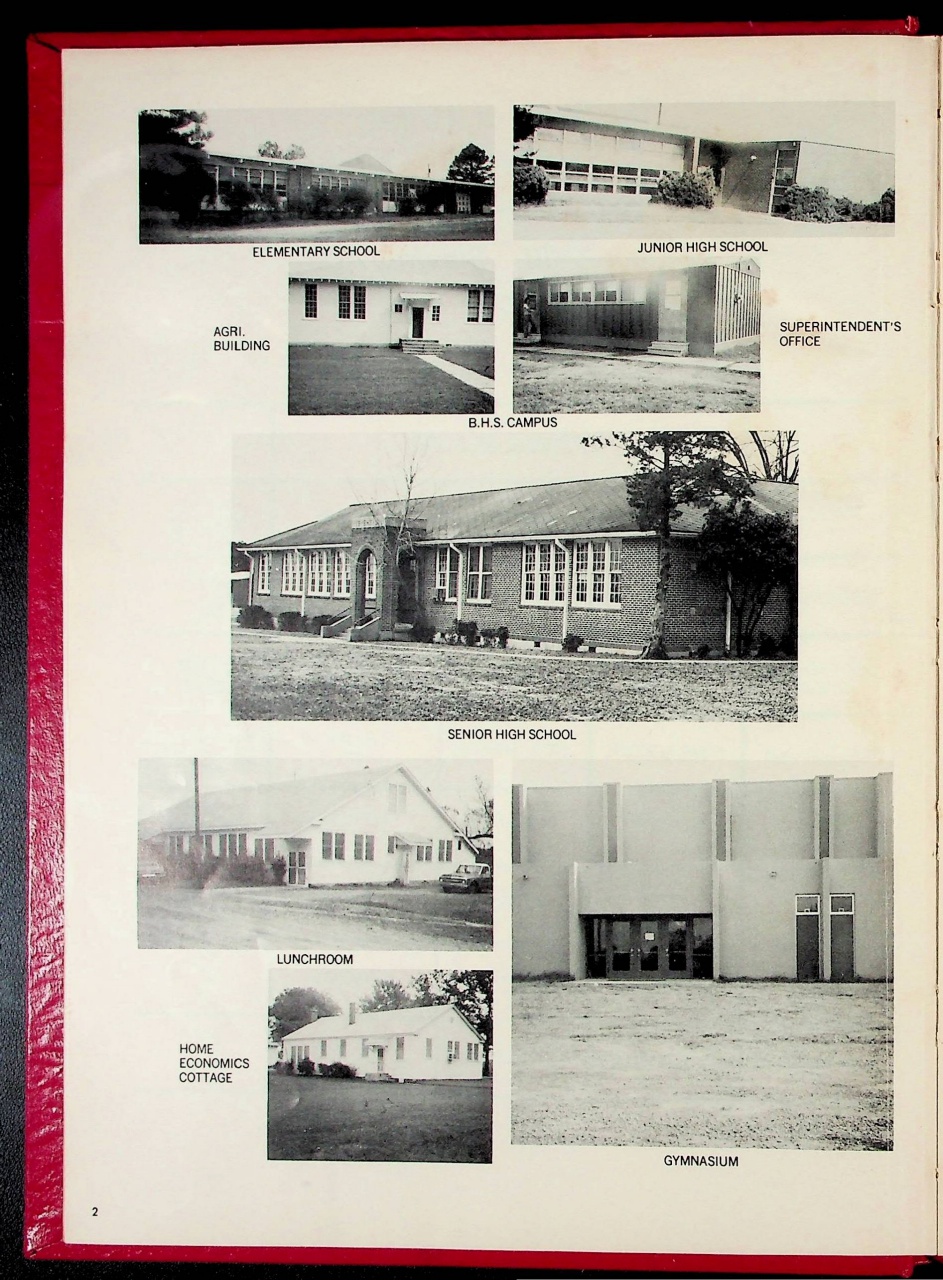 ELEMENTARY SCHOOL
JUNIOR HIGH SCHOOL
AGRI.
BUILDING
SUPERINTENDENT'S
OFFICE
B.H.S. CAMPUS
SENIOR HIGH SCHOOL
LUNCHROOM
HOME
ECONOMICS
COTTAGE
GYMNASIUM
2